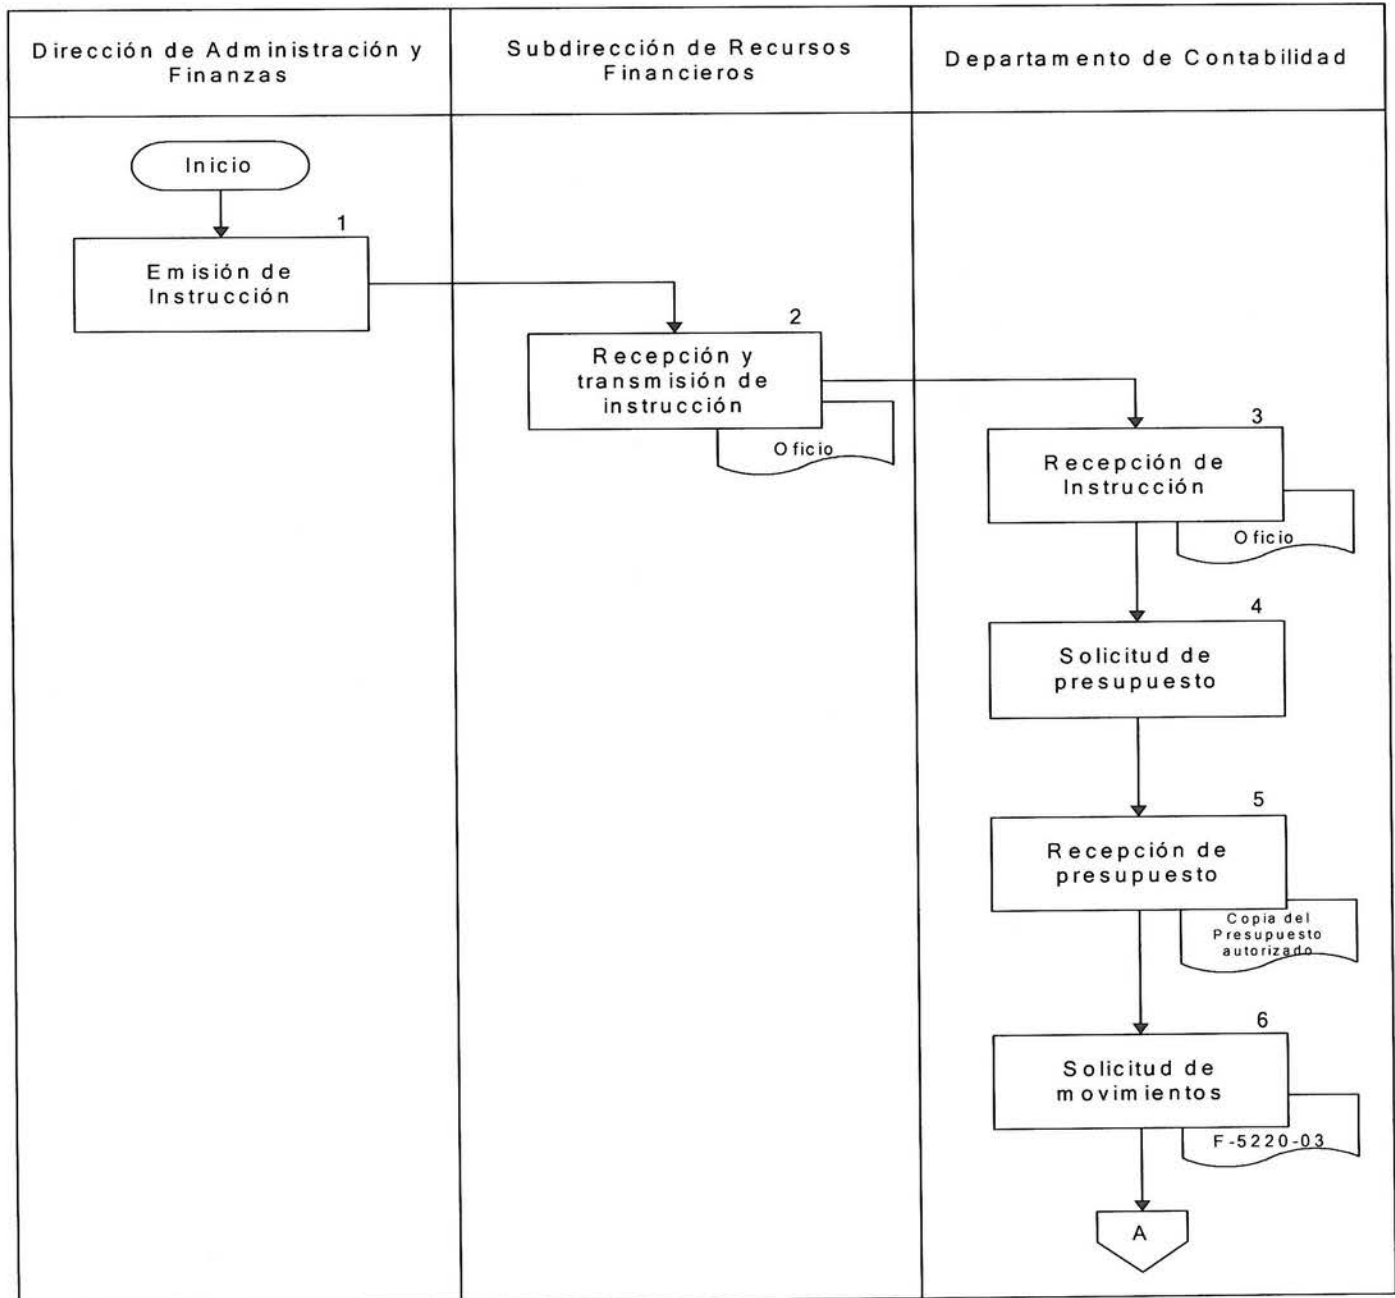 Dirección de Administración y
Finanzas
Subdirección de Recursos
Financieros
Departamento de Contabilidad
Inicio
1
Emisión de
Instrucción
2
Recepción y
transmisión de
instrucción
Oficio
3
Recepción de
Instrucción
Oficio
4
Solicitud de
presupuesto
5
Recepción de
presupuesto
Copia del
Presupuesto
autorizado
6
Solicitud de
movimientos
F-5220-03
A